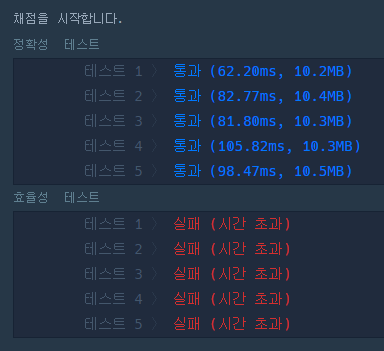 채점을 시작합니다.
정확성 테스트
테스트 1 〉 통과 (62.20ms, 10.2MB)
테스트 2 〉 통과 (82.77ms, 10.4MB)
테스트 3 〉 통과 (81.80ms, 10.3MB)
테스트 4 〉 통과 (105.82ms, 10.3MB)
테스트 5 〉 통과 (98.47ms, 10.5MB)
효율성 테스트
테스트 1 〉 실패 (시간 초과)
테스트 2 〉 실패 (시간 초과)
테스트 3 〉 실패 (시간 초과)
테스트 4 〉 실패 (시간 초과)
테스트 5 〉 실패 (시간 초과)